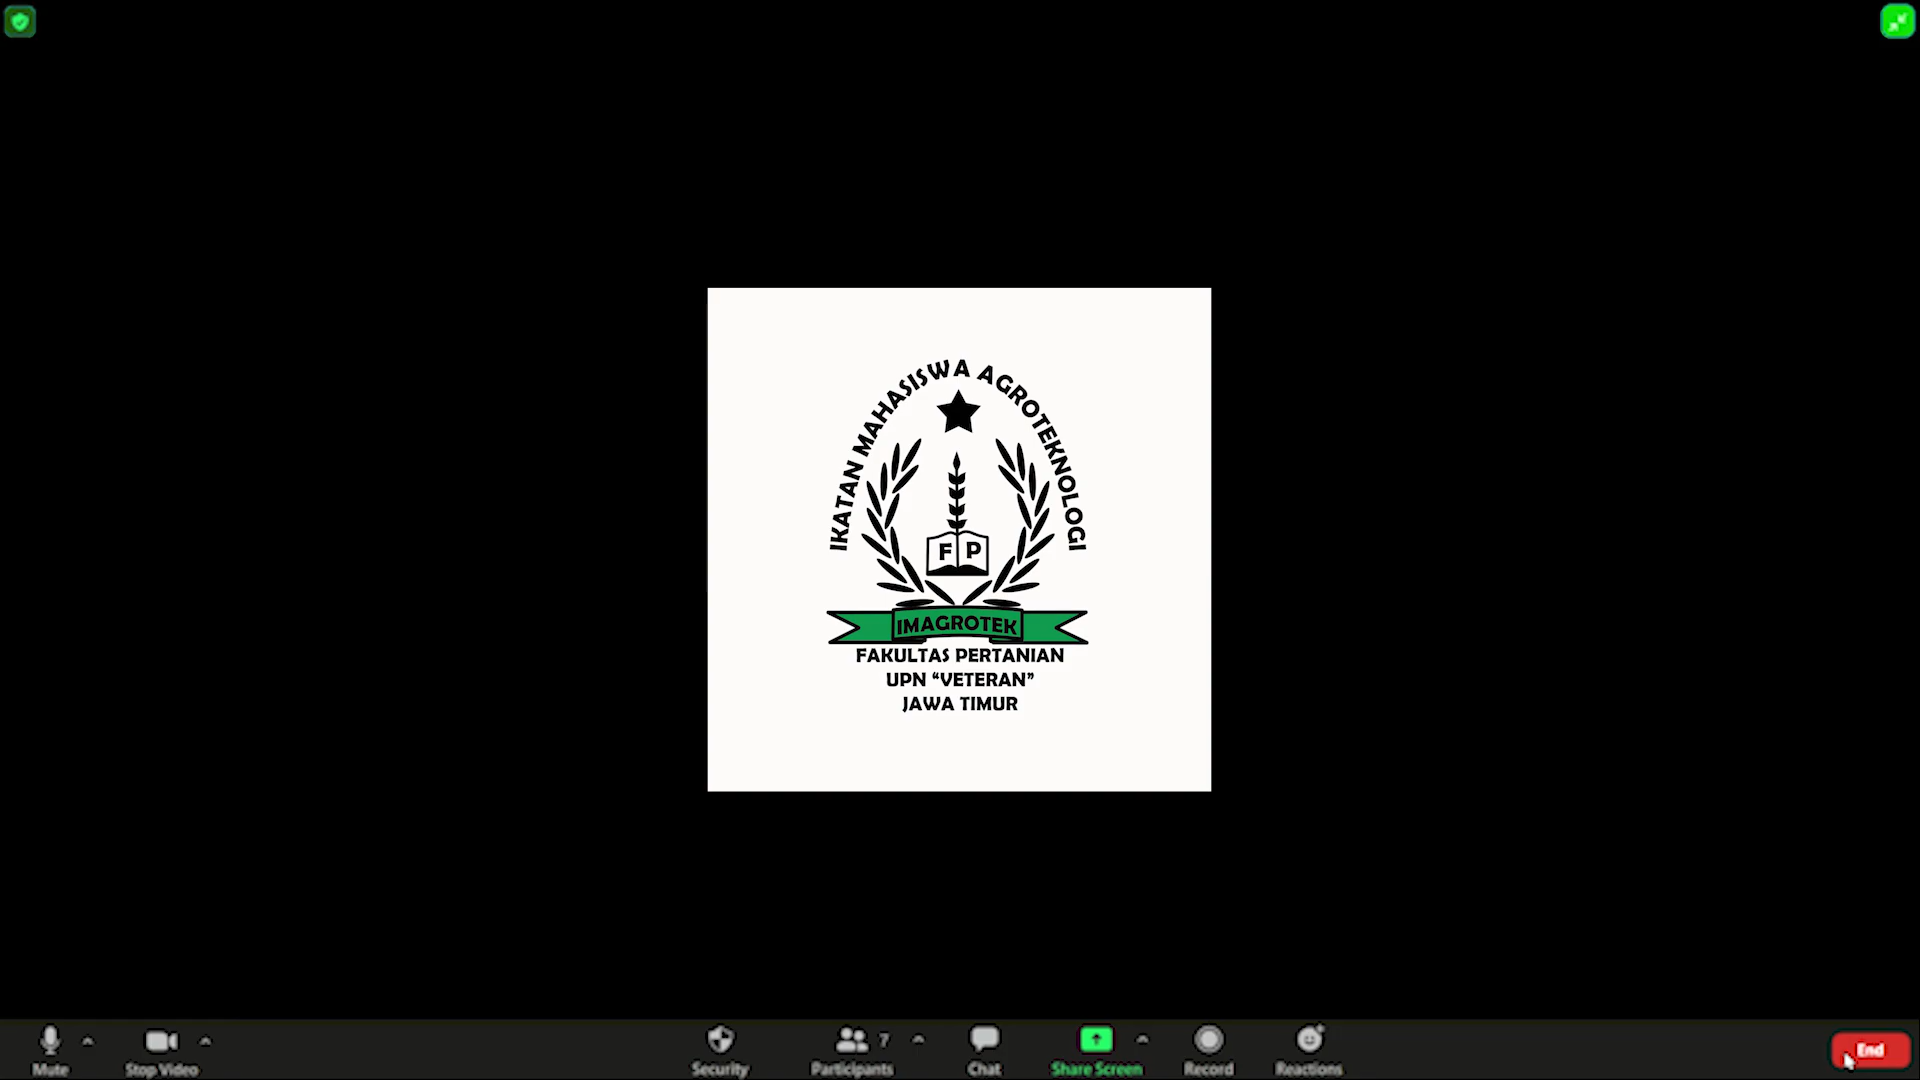 IKATAN MAHASISWA AGROTEKNOLOGI
F P
IMAGROTEK
FAKULTAS PERTANIAN
UPN “VETERAN”
JAWA TIMUR
Mute
Stop Video
Security
Participants 7
Chat
Share Screen
Record
Reactions
End